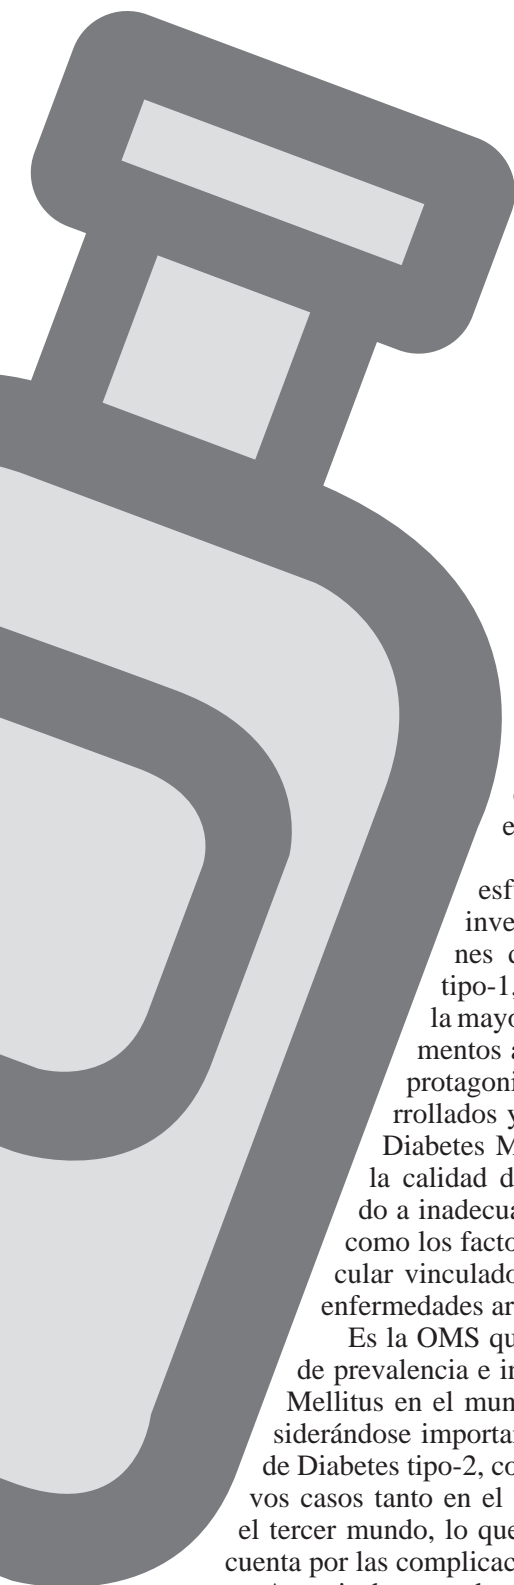 e
esf
inve
nes d
tipo-1,
la mayo
mentos a
protagoni
rrollados y
Diabetes M
la calidad d
do a inadecua
como los facto
cular vinculado
enfermedades ar
Es la OMS qu
de prevalencia e in
Mellitus en el mun
siderándose importa
de Diabetes tipo-2, co
vos casos tanto en el
el tercer mundo, lo que
cuenta por las complicac